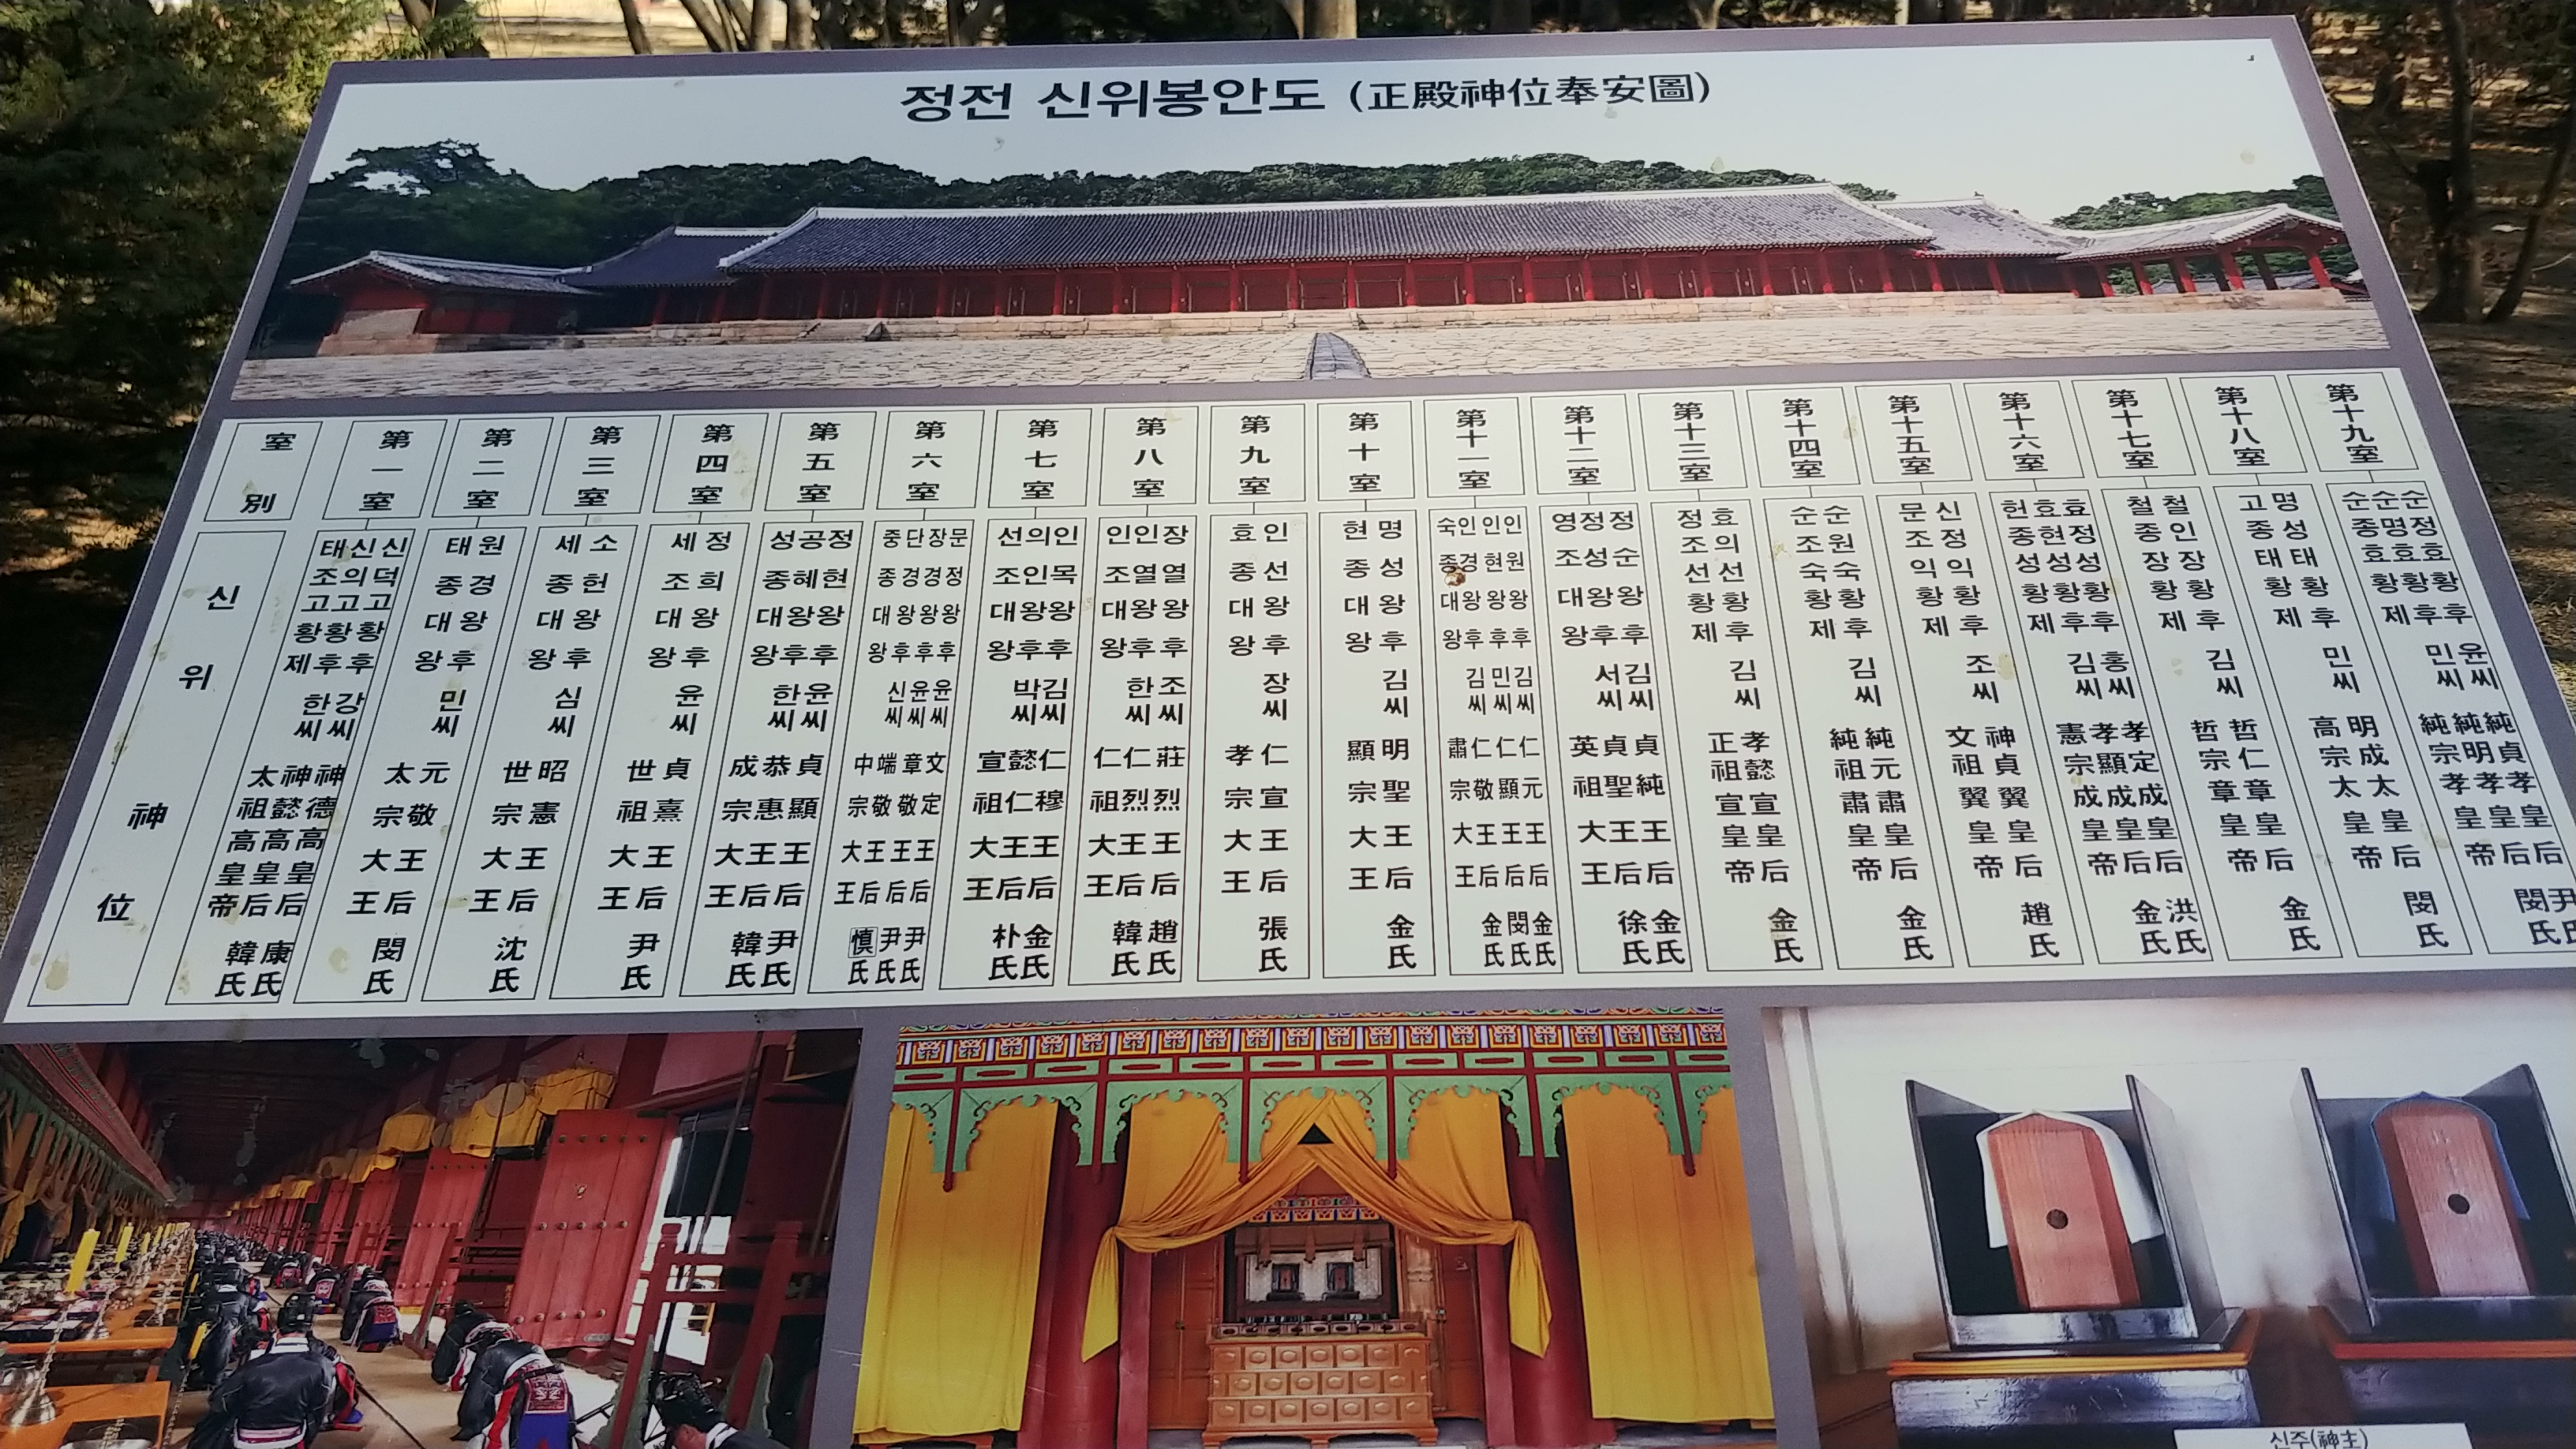 정전 신위봉안도 (正殿神位奉安圖)
室別
신위 神位
第一室
태조고황제 太祖高皇帝
신의고황후 한씨 神懿高皇后 韓氏
신덕고황후 강씨 神德高皇后 康氏
第二室
태종대왕 太宗大王
원경왕후 민씨 元敬王后 閔氏
第三室
세종대왕 世宗大王
소헌왕후 심씨 昭憲王后 沈氏
第四室
세조대왕 世祖大王
정희왕후 윤씨 貞熹王后 尹氏
第五室
성종대왕 成宗大王
공혜왕후 한씨 恭惠王后 韓氏
정현왕후 윤씨 貞顯王后 尹氏
第六室
중종대왕 中宗大王
단경왕후 신씨 端敬王后 慎氏
장경왕후 윤씨 章敬王后 尹氏
문정왕후 윤씨 文定王后 尹氏
第七室
선조대왕 宣祖大王
의인왕후 박씨 懿仁王后 朴氏
인목왕후 김씨 仁穆王后 金氏
第八室
인조대왕 仁祖大王
인열왕후 한씨 仁烈王后 韓氏
장열왕후 조씨 莊烈王后 趙氏
第九室
효종대왕 孝宗大王
인선왕후 장씨 仁宣王后 張氏
第十室
현종대왕 顯宗大王
명성왕후 김씨 明聖王后 金氏
第十一室
숙종대왕 肅宗大王
인경왕후 김씨 仁敬王后 金氏
인현왕후 민씨 仁顯王后 閔氏
인원왕후 김씨 仁元王后 金氏
第十二室
영조대왕 英祖大王
정성왕후 서씨 貞聖王后 徐氏
정순왕후 김씨 貞純王后 金氏
第十三室
정조선황제 正祖宣皇帝
효의선황후 김씨 孝懿宣皇后 金氏
第十四室
순조숙황제 純祖肅皇帝
순원숙황후 김씨 純元肅皇后 金氏
第十五室
문조익황제 文祖翼皇帝
신정익황후 조씨 神貞翼皇后 趙氏
第十六室
헌종성황제 憲宗成皇帝
효현성황후 김씨 孝顯成皇后 金氏
효정성황후 홍씨 孝定成皇后 洪氏
第十七室
철종장황제 哲宗章皇帝
철인장황후 김씨 哲仁章皇后 金氏
第十八室
고종태황제 高宗太皇帝
명성태황후 민씨 明成太皇后 閔氏
第十九室
순종효황제 純宗孝皇帝
순명효황후 민씨 純明孝皇后 閔氏
순정효황후 윤씨 純貞孝皇后 尹氏
신주(神主)